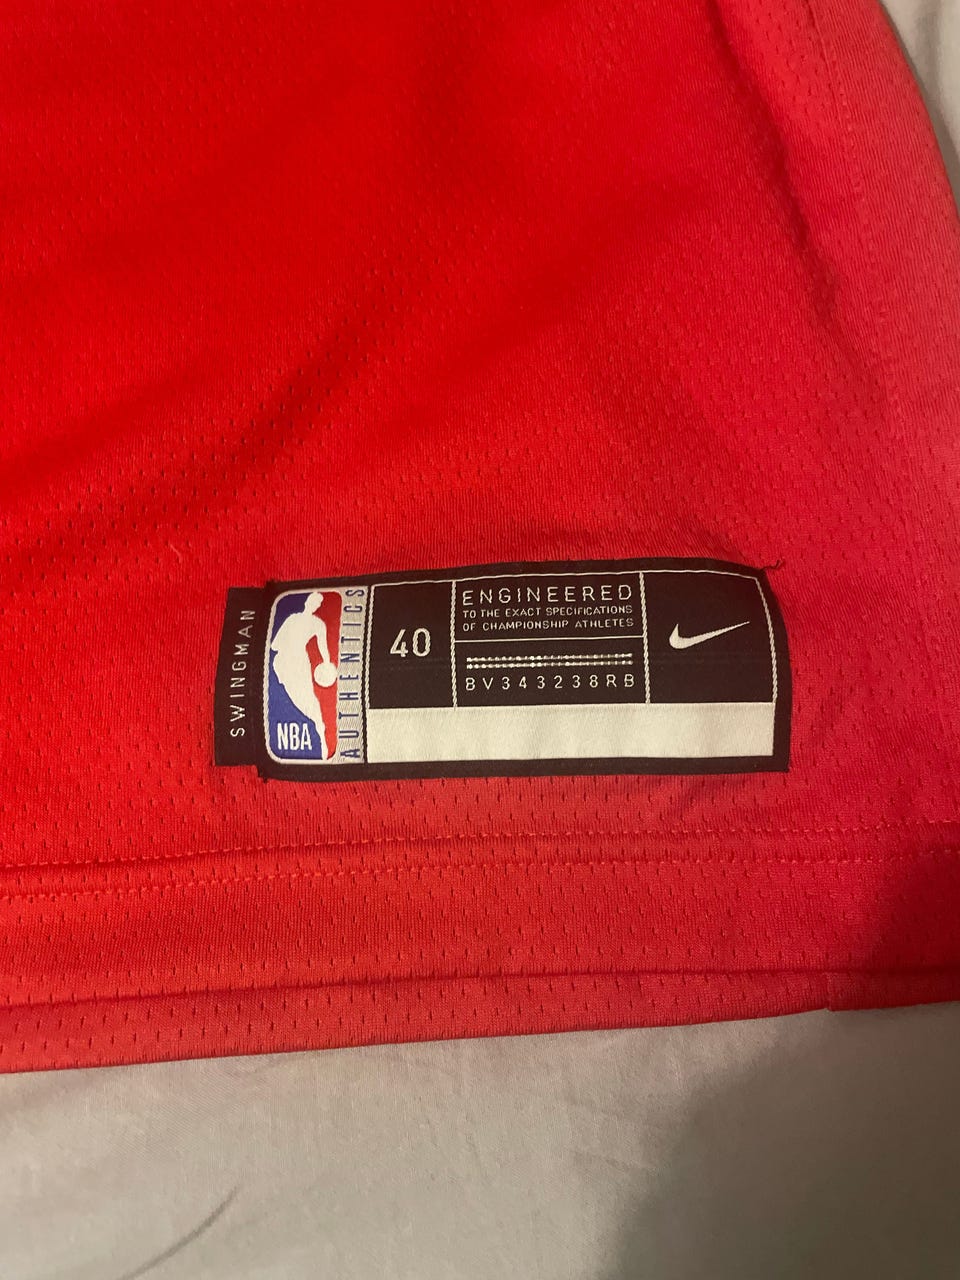 SWINGMAN
NBA
AUTHENTICS
40
ENGINEERED
TO THE EXACT SPECIFICATIONS
OF CHAMPIONSHIP ATHLETES
BV343238RB